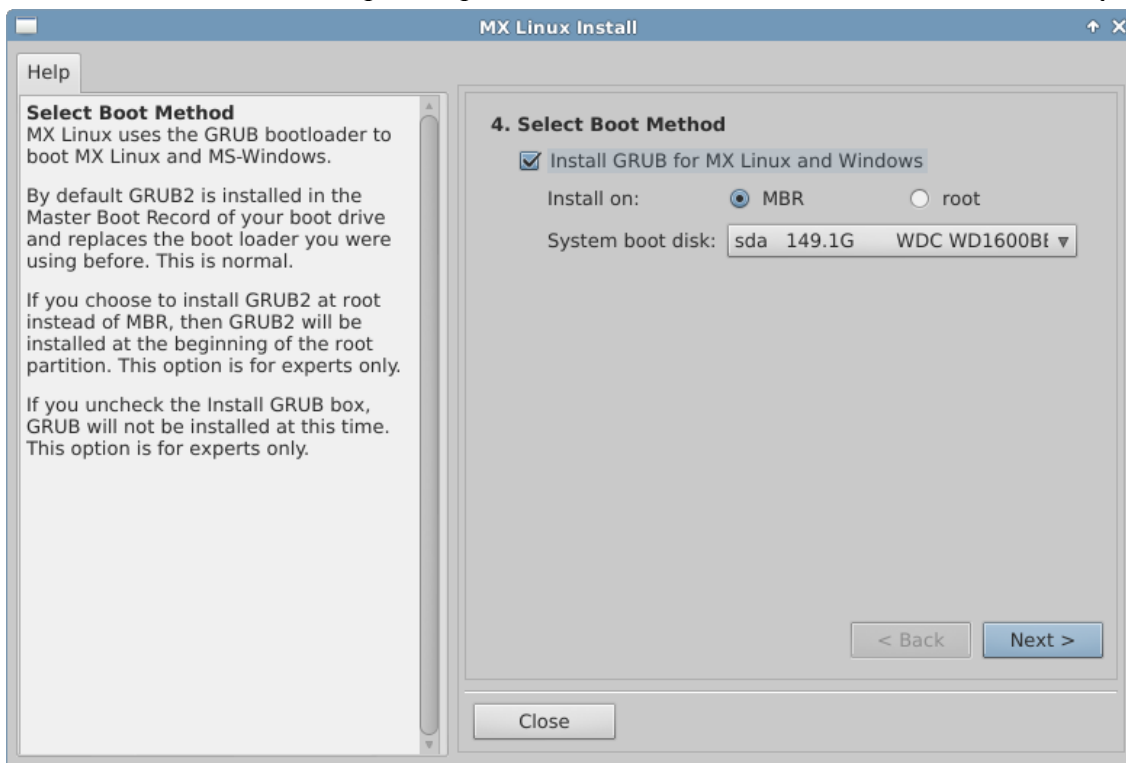 MX Linux Install
Help
Select Boot Method
MX Linux uses the GRUB bootloader to
boot MX Linux and MS-Windows.
By default GRUB2 is installed in the
Master Boot Record of your boot drive
and replaces the boot loader you were
using before. This is normal.
If you choose to install GRUB2 at root
instead of MBR, then GRUB2 will be
installed at the beginning of the root
partition. This option is for experts only.
If you uncheck the Install GRUB box,
GRUB will not be installed at this time.
This option is for experts only.
4. Select Boot Method
Install GRUB for MX Linux and Windows
Install on: MBR root
System boot disk: sda 149.1G WDC
< Back Next >
Close